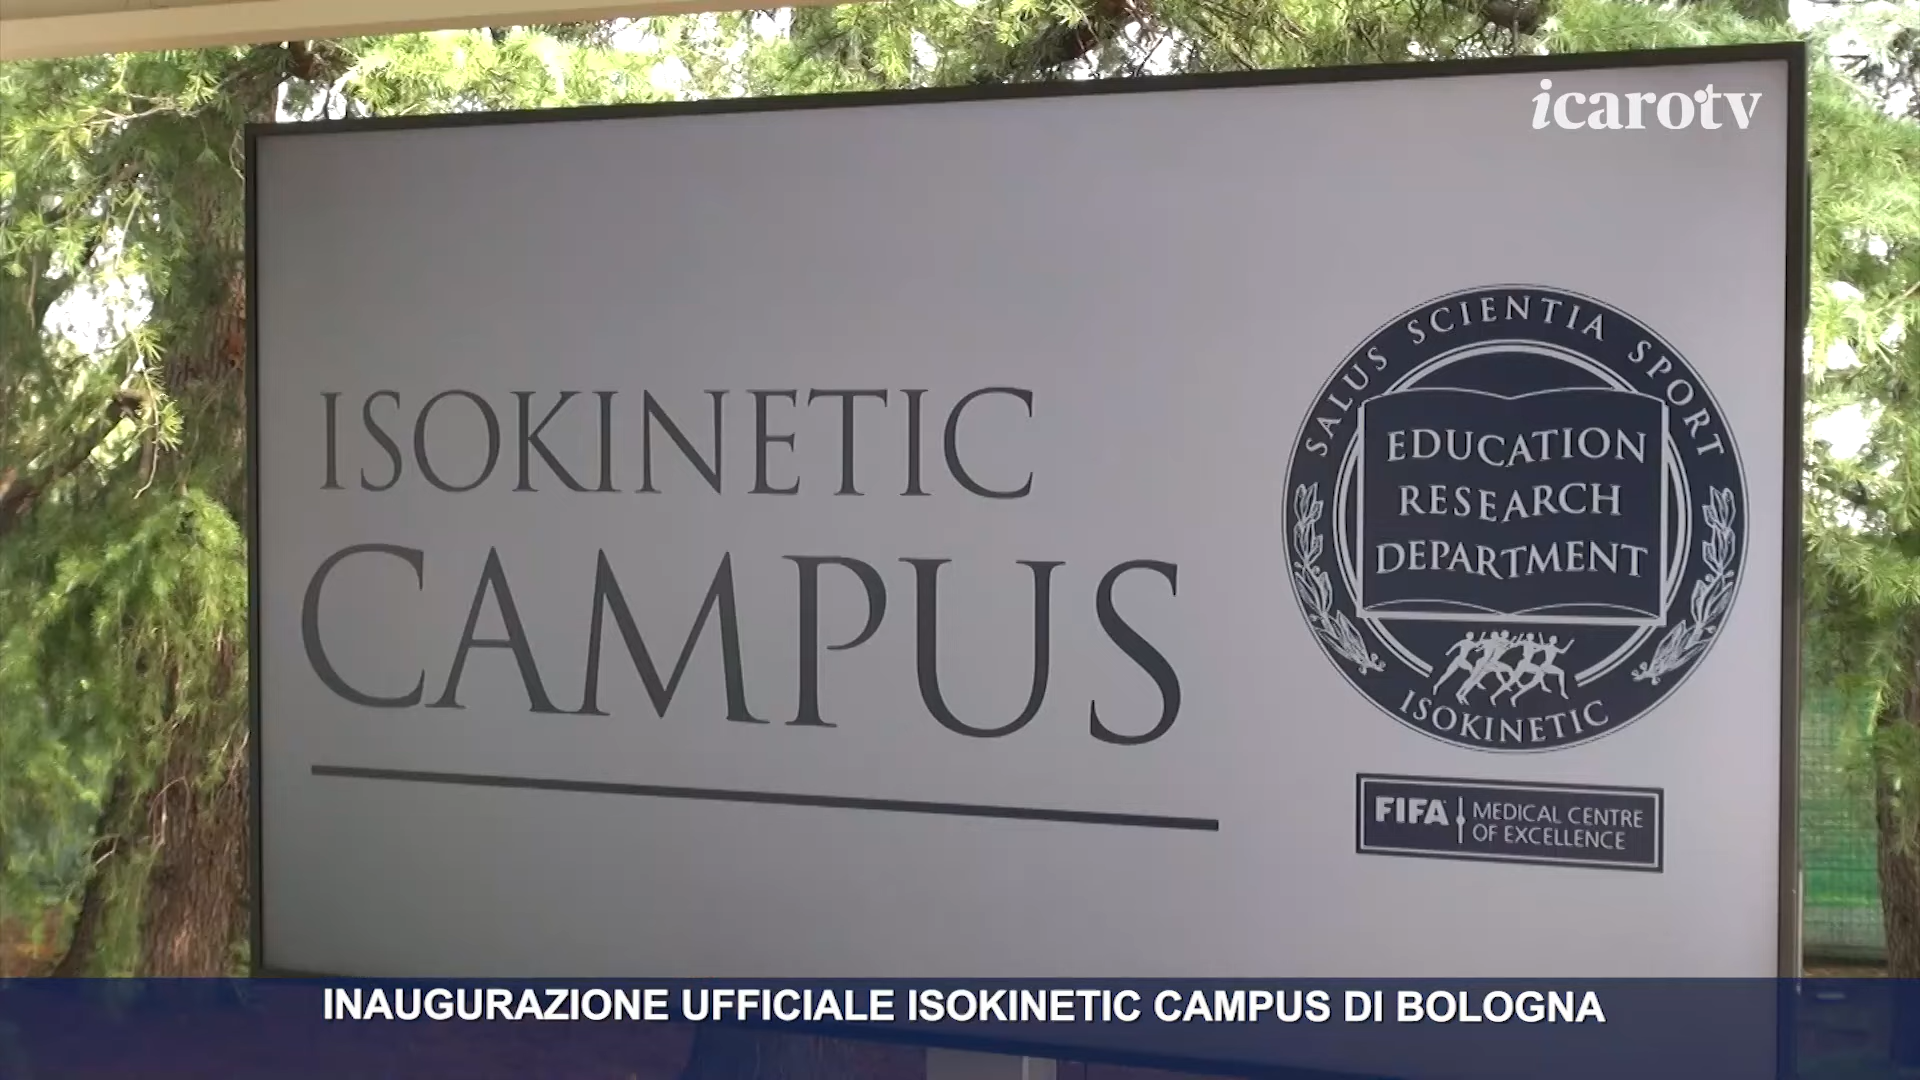 icarotv
ISOKINETIC
CAMPUS
SALUS SCIENTIA SPORT
EDUCATION
RESEARCH
DEPARTMENT
ISOKINETIC
FIFA MEDICAL CENTRE
OF EXCELLENCE
INAUGURAZIONE UFFICIALE ISOKINETIC CAMPUS DI BOLOGNA